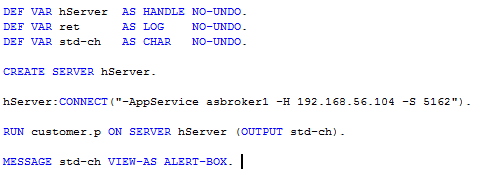 DEF VAR hServer AS HANDLE NO-UNDO.
DEF VAR ret AS LOG NO-UNDO.
DEF VAR std-ch AS CHAR NO-UNDO.
CREATE SERVER hServer.
hServer:CONNECT("-AppService asbroker1 -H 192.168.56.104 -S 5162").
RUN customer.p ON SERVER hServer (OUTPUT std-ch).
MESSAGE std-ch VIEW-AS ALERT-BOX.